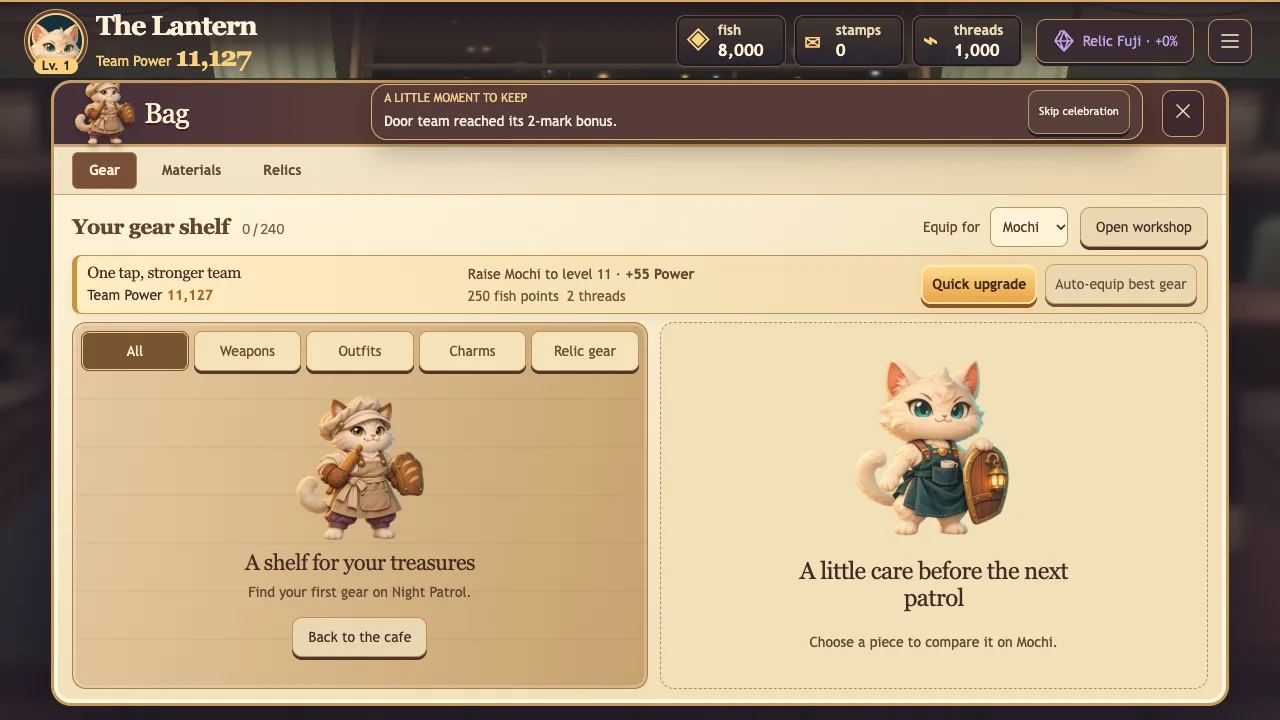 The Lantern
Lv. 1
Team Power 11,127
fish
8,000
stamps
0
threads
1,000
Relic Fuji · +0%
Bag
A LITTLE MOMENT TO KEEP
Door team reached its 2-mark bonus.
Skip celebration
Gear
Materials
Relics
Your gear shelf 0 / 240
Equip for
Mochi
Open workshop
One tap, stronger team
Team Power 11,127
Raise Mochi to level 11 · +55 Power
250 fish points 2 threads
Quick upgrade
Auto-equip best gear
All
Weapons
Outfits
Charms
Relic gear
A shelf for your treasures
Find your first gear on Night Patrol.
Back to the cafe
A little care before the next
patrol
Choose a piece to compare it on Mochi.